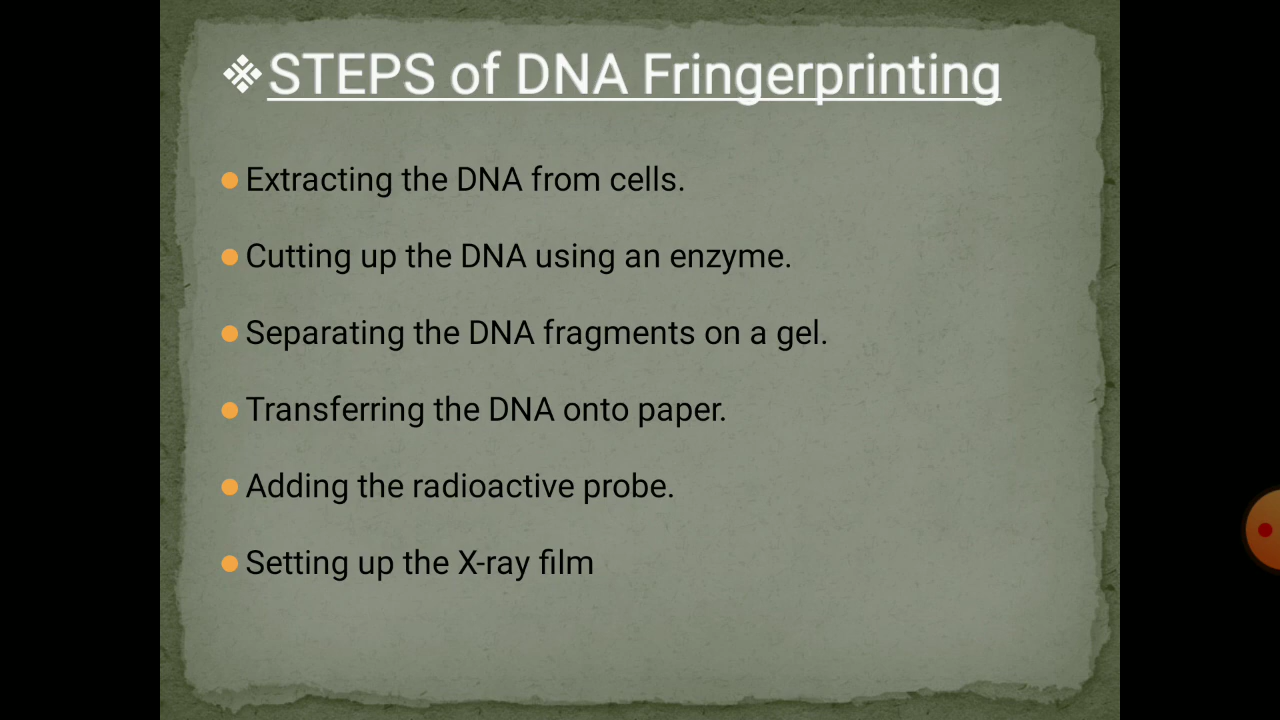 ❖STEPS of DNA Fringerprinting
● Extracting the DNA from cells.
● Cutting up the DNA using an enzyme.
● Separating the DNA fragments on a gel.
● Transferring the DNA onto paper.
● Adding the radioactive probe.
● Setting up the X-ray film